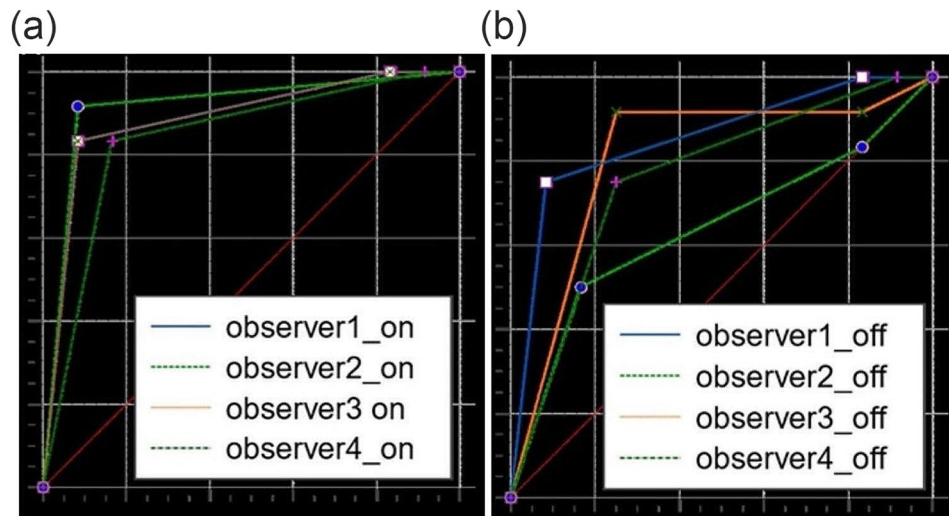 (a)
(b)
observer1_on
observer2_on
observer3 on
observer4_on
observer1_off
observer2_off
observer3_off
observer4_off